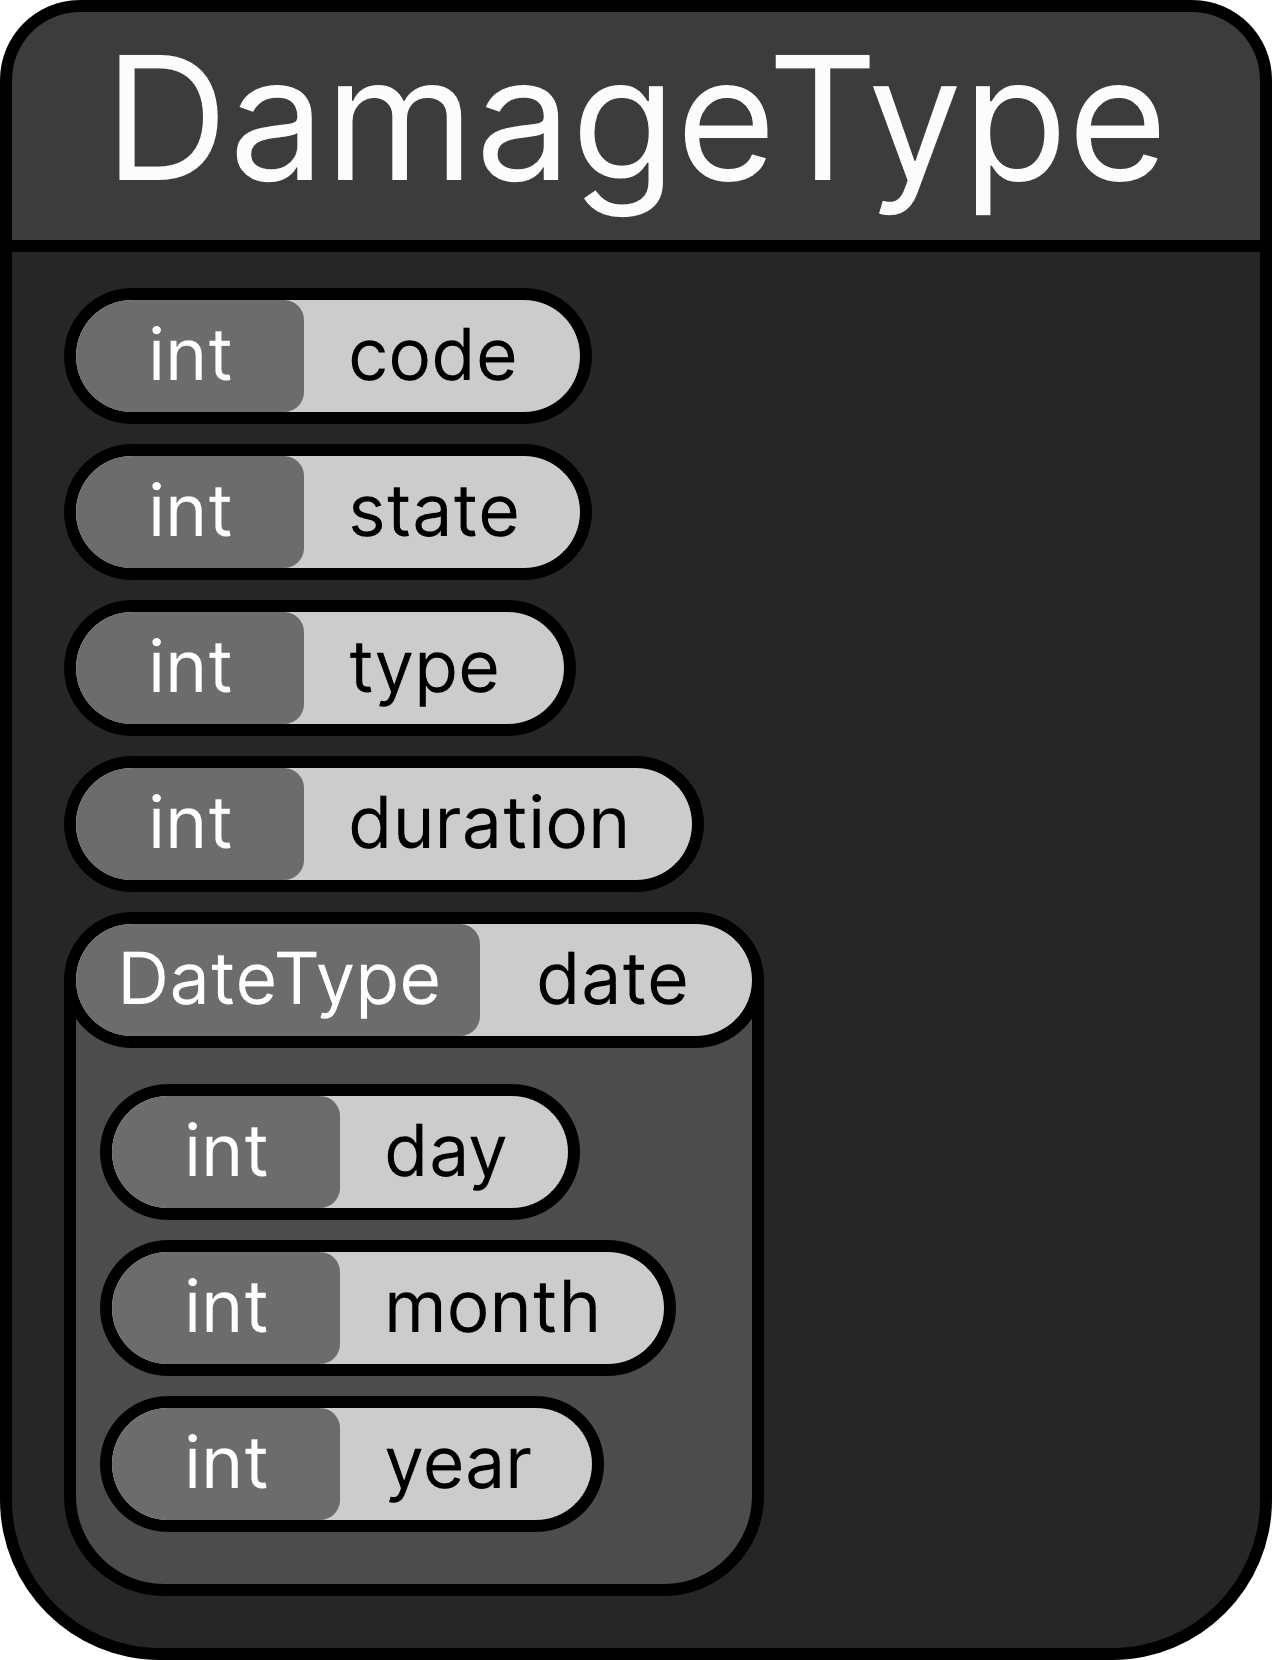 DamageType
int code
int state
int type
int duration
DateType date
int day
int month
int year